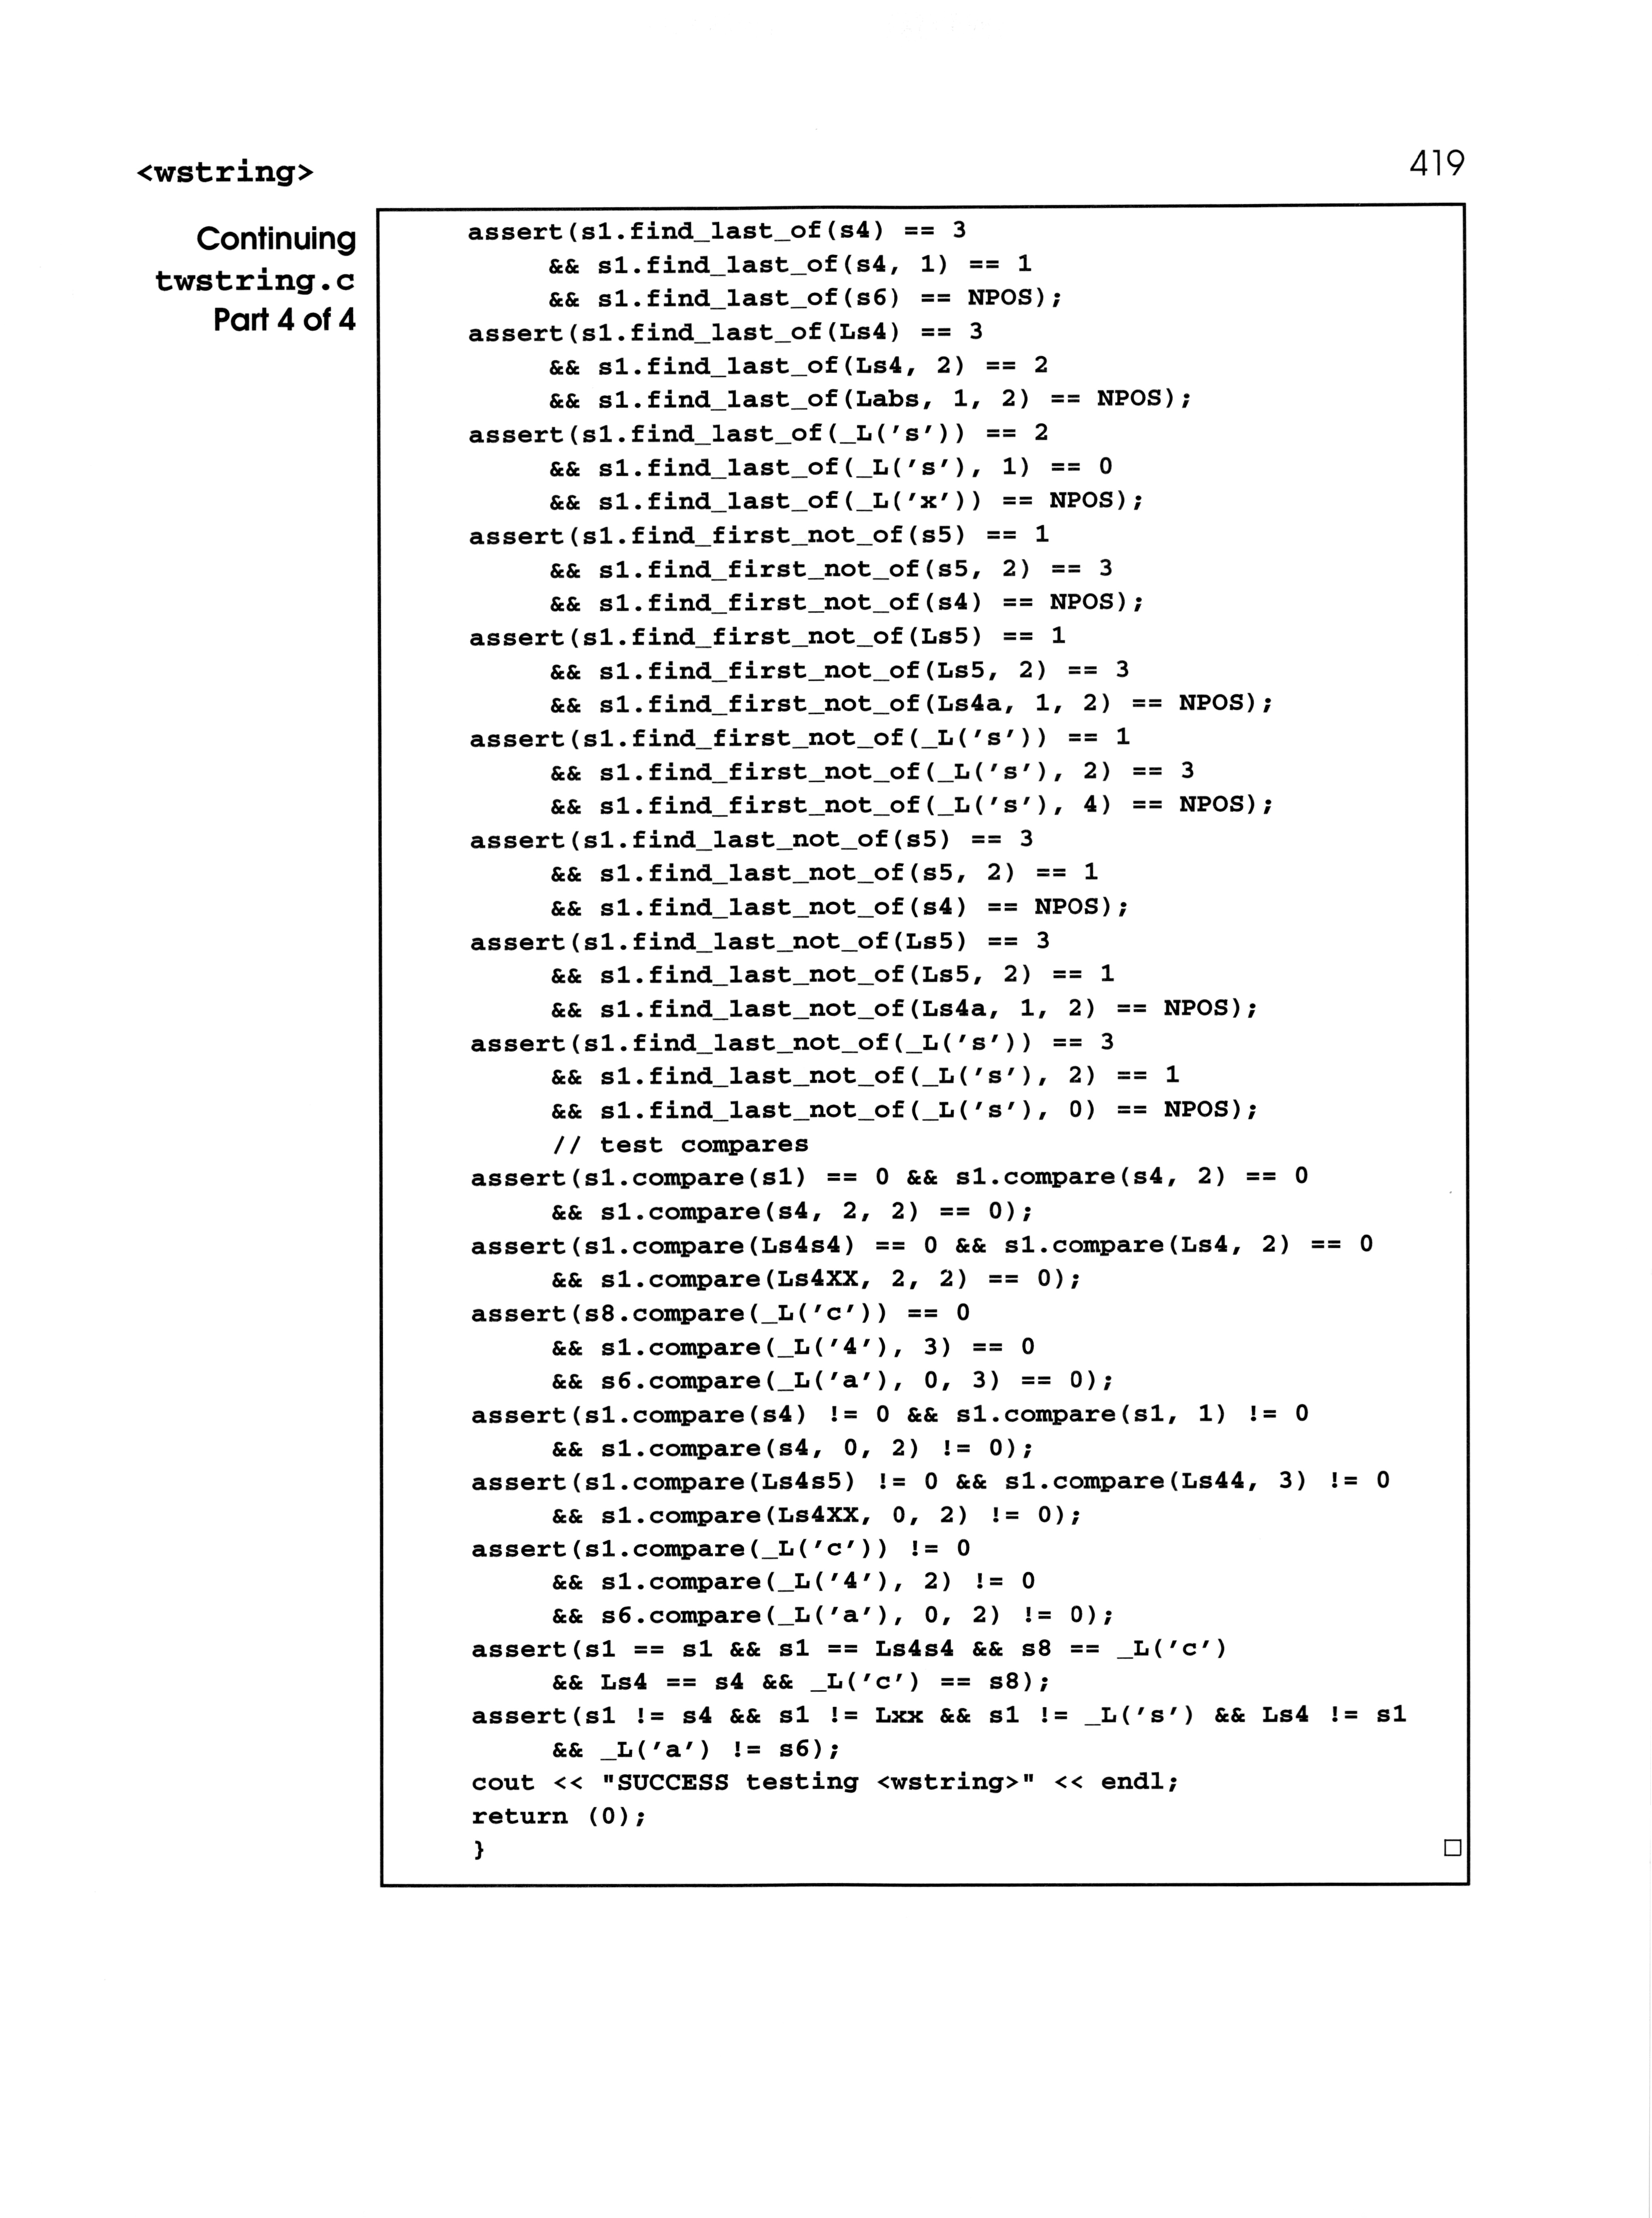 <wstring>
419
Continuing
twstring.c
Part 4 of 4
assert(s1.find_last_of(s4) == 3
&& s1.find_last_of(s4, 1) == 1
&& s1.find_last_of(s6) == NPOS);
assert(s1.find_last_of(Ls4) == 3
&& s1.find_last_of(Ls4, 2) == 2
&& s1.find_last_of(Labs, 1, 2) == NPOS);
assert(s1.find_last_of(_L('s')) == 2
&& s1.find_last_of(_L('s'), 1) == 0
&& s1.find_last_of(_L('x')) == NPOS);
assert(s1.find_first_not_of(s5) == 1
&& s1.find_first_not_of(s5, 2) == 3
&& s1.find_first_not_of(s4) == NPOS);
assert(s1.find_first_not_of(Ls5) == 1
&& s1.find_first_not_of(Ls5, 2) == 3
&& s1.find_first_not_of(Ls4a, 1, 2) == NPOS);
assert(s1.find_first_not_of(_L('s')) == 1
&& s1.find_first_not_of(_L('s'), 2) == 3
&& s1.find_first_not_of(_L('s'), 4) == NPOS);
assert(s1.find_last_not_of(s5) == 3
&& s1.find_last_not_of(s5, 2) == 1
&& s1.find_last_not_of(s4) == NPOS);
assert(s1.find_last_not_of(Ls5) == 3
&& s1.find_last_not_of(Ls5, 2) == 1
&& s1.find_last_not_of(Ls4a, 1, 2) == NPOS);
assert(s1.find_last_not_of(_L('s')) == 3
&& s1.find_last_not_of(_L('s'), 2) == 1
&& s1.find_last_not_of(_L('s'), 0) == NPOS);
// test compares
assert(s1.compare(s1) == 0 && s1.compare(s4, 2) == 0
&& s1.compare(s4, 2, 2) == 0);
assert(s1.compare(Ls4s4) == 0 && s1.compare(Ls4, 2) == 0
&& s1.compare(Ls4XX, 2, 2) == 0);
assert(s8.compare(_L('c')) == 0
&& s1.compare(_L('4'), 3) == 0
&& s6.compare(_L('a'), 0, 3) == 0);
assert(s1.compare(s4) != 0 && s1.compare(s1, 1) != 0
&& s1.compare(s4, 0, 2) != 0);
assert(s1.compare(Ls4s5) != 0 && s1.compare(Ls44, 3) != 0
&& s1.compare(Ls4XX, 0, 2) != 0);
assert(s1.compare(_L('c')) != 0
&& s1.compare(_L('4'), 2) != 0
&& s6.compare(_L('a'), 0, 2) != 0);
assert(s1 == s1 && s1 == Ls4s4 && s8 == _L('c')
&& Ls4 == s4 && _L('c') == s8);
assert(s1 != s4 && s1 != Lxx && s1 != _L('s') && Ls4 != s1
&& _L('a') != s6);
cout << "SUCCESS testing <wstring>" << endl;
return (0);
}